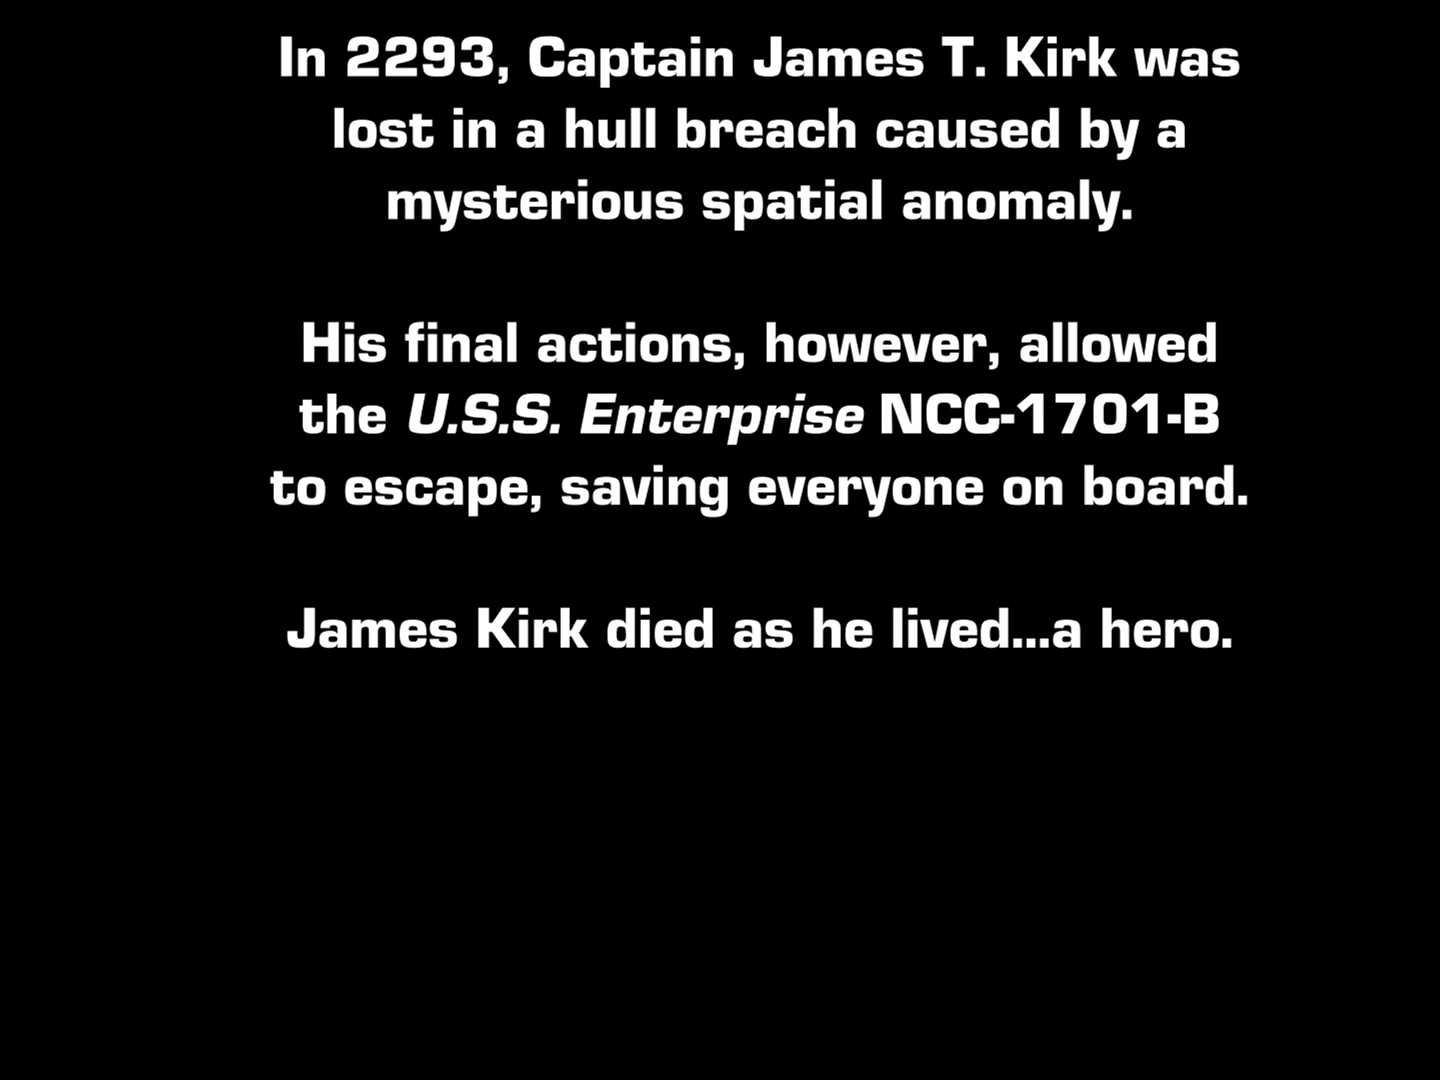 In 2293, Captain James T. Kirk was
lost in a hull breach caused by a
mysterious spatial anomaly.
His final actions, however, allowed
the U.S.S. Enterprise NCC-1701-B
to escape, saving everyone on board.
James Kirk died as he lived...a hero.